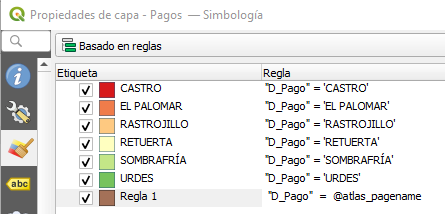 Propiedades de capa - Pagos — Simbología
Basado en reglas
Etiqueta Regla
CASTRO "D_Pago" = 'CASTRO'
EL PALOMAR "D_Pago" = 'EL PALOMAR'
RASTROJILLO "D_Pago" = 'RASTROJILLO'
RETUERTA "D_Pago" = 'RETUERTA'
SOMBRAFRÍA "D_Pago" = 'SOMBRAFRÍA'
URDES "D_Pago" = 'URDES'
Regla 1 "D_Pago" = @atlas_pagename
abc